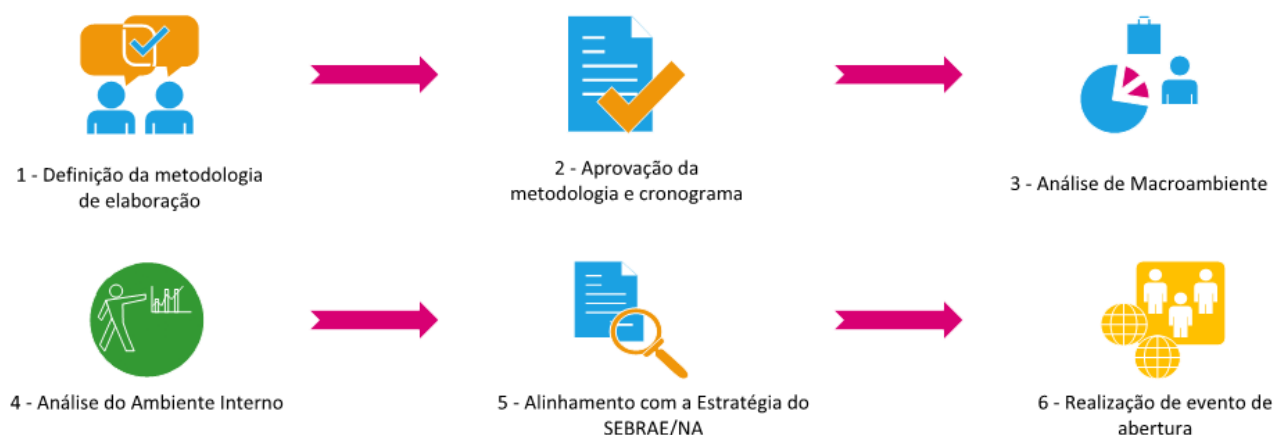 1 - Definição da metodologia
de elaboração
2 - Aprovação da
metodologia e cronograma
3 - Análise de Macroambiente
4 - Análise do Ambiente Interno
5 - Alinhamento com a Estratégia do
SEBRAE/NA
6 - Realização de evento de
abertura